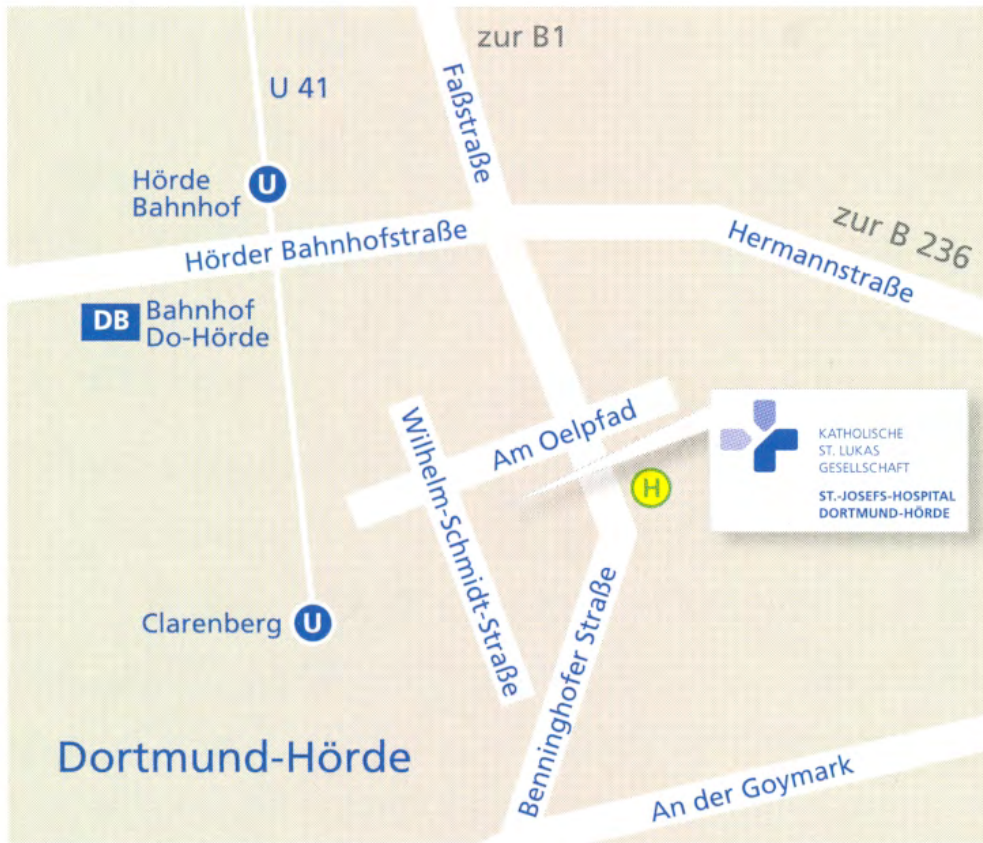 zur B1
U 41
Faßstraße
Hörde
Bahnhof
U
zur B 236
Hörder Bahnhofstraße
Hermannstraße
DB
Bahnhof
Do-Hörde
Am Oelpfad
Wilhelm-Schmidt-Straße
H
KATHOLISCHE
ST. LUKAS
GESELLSCHAFT
ST.-JOSEFS-HOSPITAL
DORTMUND-HÖRDE
Clarenberg
U
Benninghofer Straße
Dortmund-Hörde
An der Goymark